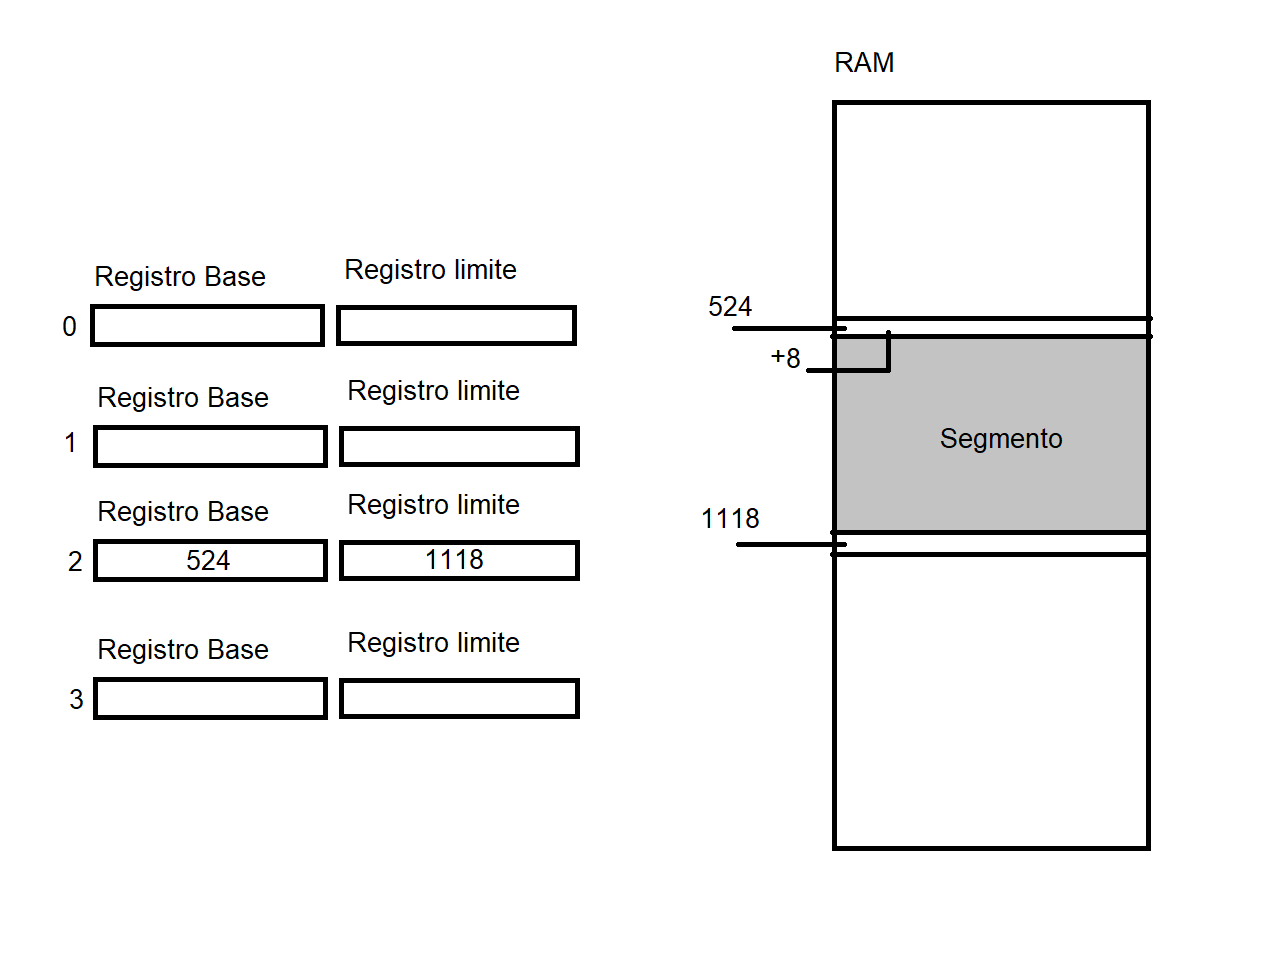 RAM
Registro Base
Registro limite
0
Registro Base
Registro limite
1
Registro Base
Registro limite
2
524
1118
Registro Base
Registro limite
3
524
+8
Segmento
1118